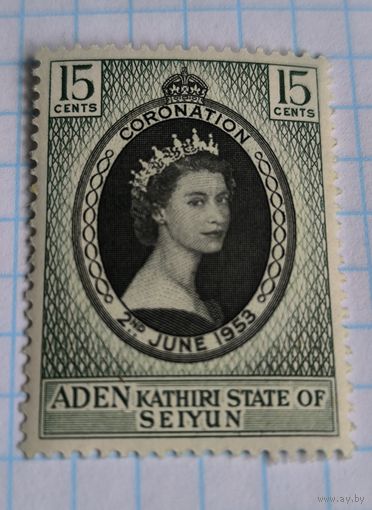 15 CENTS
15 CENTS
CORONATION
2ND JUNE 1953
ADEN KATHIRI STATE OF
SEIYUN
www.ay.by